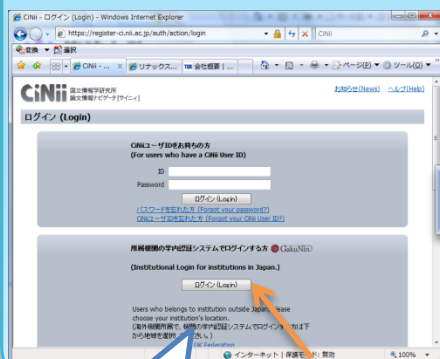 CiNii - ログイン (Login) - Windows Internet Explorer
https://register-ci.nii.ac.jp/auth/action/login
CiNii
変換 選択
CiNii - ... リナックス... 会社概要 | ... ページ(P) ツール(O)
CiNii 国立情報学研究所
論文情報ナビゲータ[サイニィ]
お知らせ(News) ヘルプ(Help)
ログイン (Login)
CiNiiユーザIDをお持ちの方
(For users who have a CiNii User ID)
ID
Password
ログイン (Login)
パスワードを忘れた方 (Forgot your password?)
CiNiiユーザIDを忘れた方 (Forgot your CiNii User ID?)
所属機関の学内認証システムでログインする方 GakuNin
(Institutional Login for institutions in Japan.)
ログイン (Login)
Users who belongs to institution outside Japan, please
choose your institution's location.
(海外機関所属で、機関の学内認証システムでログインする方は下
から地域を選択してください。)
UK Federation
インターネット | 保護モード: 無効 100%